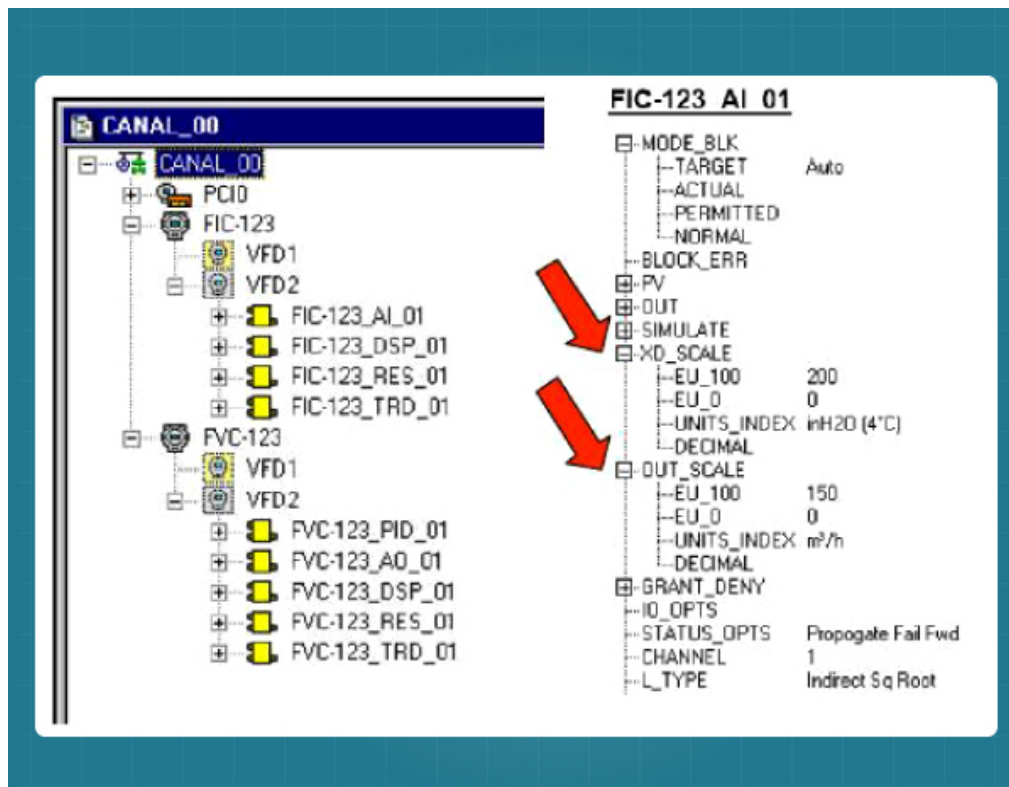 CANAL_00
CANAL_00
PCI0
FIC-123
VFD1
VFD2
FIC-123_AI_01
FIC-123_DSP_01
FIC-123_RES_01
FIC-123_TRD_01
FVC-123
VFD1
VFD2
FVC-123_PID_01
FVC-123_AO_01
FVC-123_DSP_01
FVC-123_RES_01
FVC-123_TRD_01
FIC-123_AI_01
MODE_BLK
TARGET Auto
ACTUAL
PERMITTED
NORMAL
BLOCK_ERR
PV
OUT
SIMULATE
XD_SCALE
EU_100 200
EU_0 0
UNITS_INDEX inH2O (4°C)
DECIMAL
OUT_SCALE
EU_100 150
EU_0 0
UNITS_INDEX m³/h
DECIMAL
GRANT_DENY
IO_OPTS
STATUS_OPTS Propogate Fail Fwd
CHANNEL 1
L_TYPE Indirect Sq Root